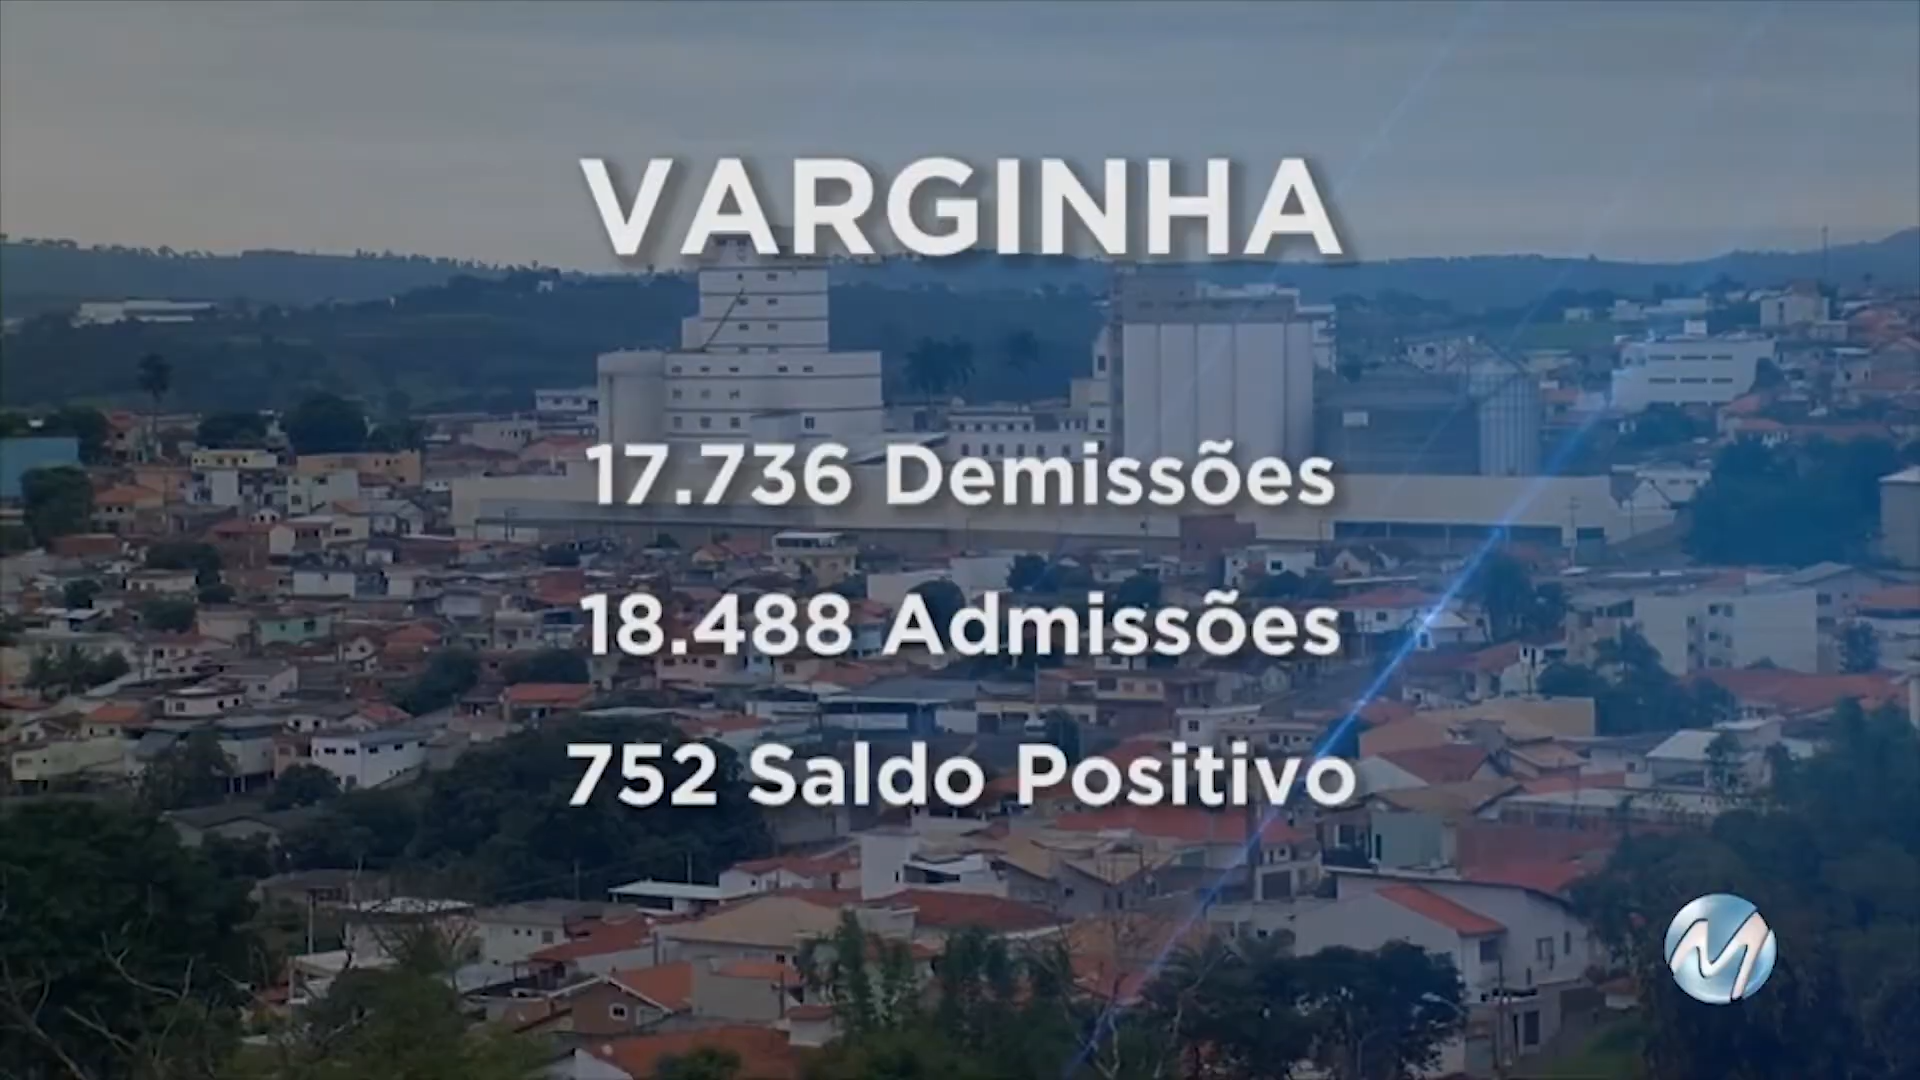 VARGINHA
17.736 Demissões
18.488 Admissões
752 Saldo Positivo
M